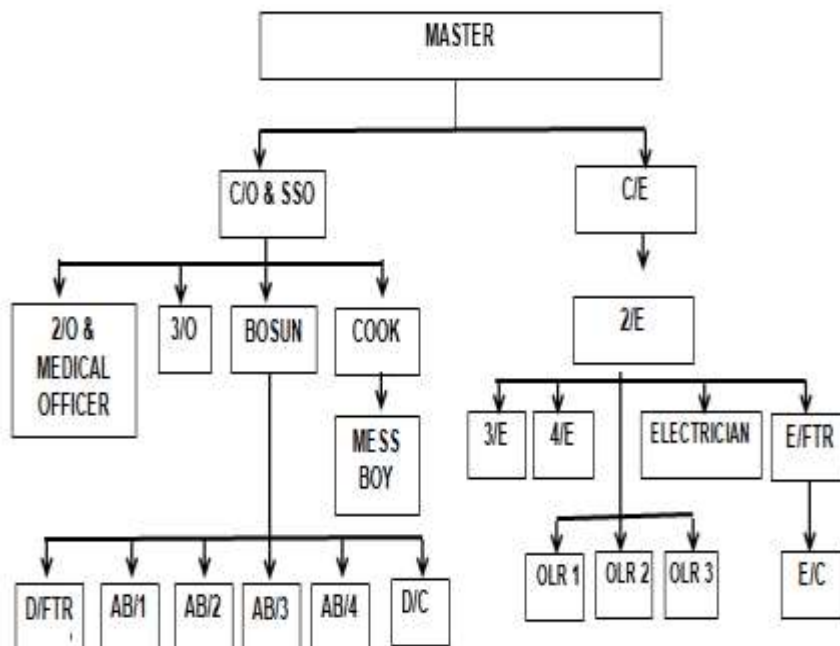 MASTER
C/O & SSO
C/E
2/O &
MEDICAL
OFFICER
3/O
BOSUN
COOK
2/E
MESS
BOY
3/E
4/E
ELECTRICIAN
E/FTR
D/FTR
AB/1
AB/2
AB/3
AB/4
D/C
OLR 1
OLR 2
OLR 3
E/C